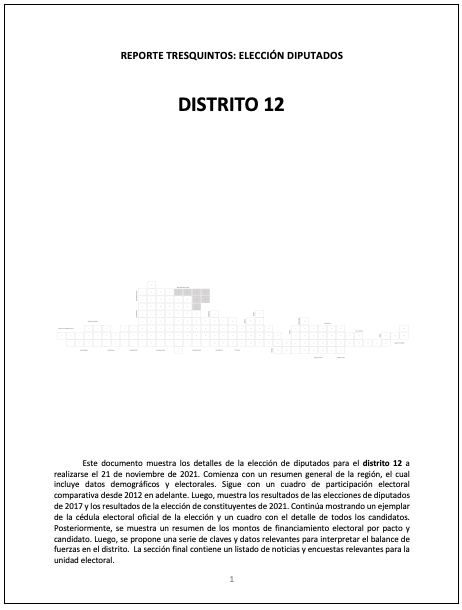 REPORTE TRESQUINTOS: ELECCIÓN DIPUTADOS
DISTRITO 12
Este documento muestra los detalles de la elección de diputados para el distrito 12 a
realizarse el 21 de noviembre de 2021. Comienza con un resumen general de la región, el cual
incluye datos demográficos y electorales. Sigue con un cuadro de participación electoral
comparativa desde 2012 en adelante. Luego, muestra los resultados de las elecciones de diputados
de 2017 y los resultados de la elección de constituyentes de 2021. Continúa mostrando un ejemplar
de la cédula electoral oficial de la elección y un cuadro con el detalle de todos los candidatos.
Posteriormente, se muestra un resumen de los montos de financiamiento electoral por pacto y
candidato. Luego, se propone una serie de claves y datos relevantes para interpretar el balance de
fuerzas en el distrito. La sección final contiene un listado de noticias y encuestas relevantes para la
unidad electoral.
1